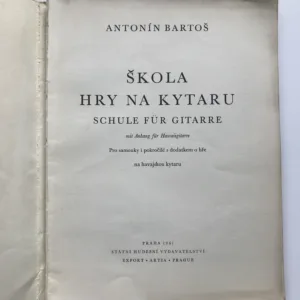 ANTONÍN BARTOŠ
ŠKOLA
HRY NA KYTARU
SCHULE FÜR GITARRE
mit Anhang für Hawaigitarre
Pro samouky i pokročilé s dodatkem o hře
na havajskou kytaru
PRAHA
STÁTNÍ HUDEBNÍ VYDAVATELSTVÍ
EXPORT • ARTIA • PRAGUE